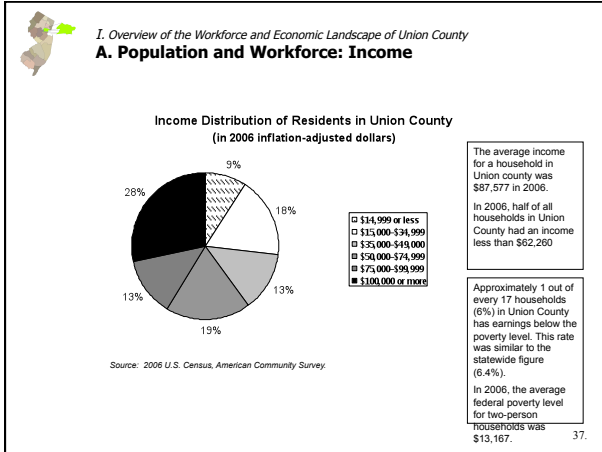 I. Overview of the Workforce and Economic Landscape of Union County
A. Population and Workforce: Income
Income Distribution of Residents in Union County
(in 2006 inflation-adjusted dollars)
9%
18%
13%
19%
13%
28%
$14,999 or less
$15,000-$34,999
$35,000-$49,000
$50,000-$74,999
$75,000-$99,999
$100,000 or more
Source: 2006 U.S. Census, American Community Survey.
The average income
for a household in
Union county was
$87,577 in 2006.
In 2006, half of all
households in Union
County had an income
less than $62,260
Approximately 1 out of
every 17 households
(6%) in Union County
has earnings below the
poverty level. This rate
was similar to the
statewide figure
(6.4%).
In 2006, the average
federal poverty level
for two-person
households was
$13,167.
37.